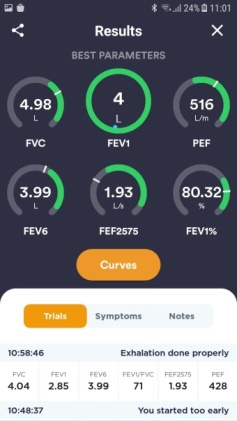 24% 11:01
Results
BEST PARAMETERS
4.98 4 516
L L L/m
FVC FEV1 PEF
3.99 1.93 80.32
L L/s %
FEV6 FEF2575 FEV1%
Curves
Trials Symptoms Notes
10:58:46 Exhalation done properly
FVC FEV1 FEV6 FEV1/FVC FEF2575 PEF
4.04 2.85 3.99 71 1.93 428
10:48:37 You started too early